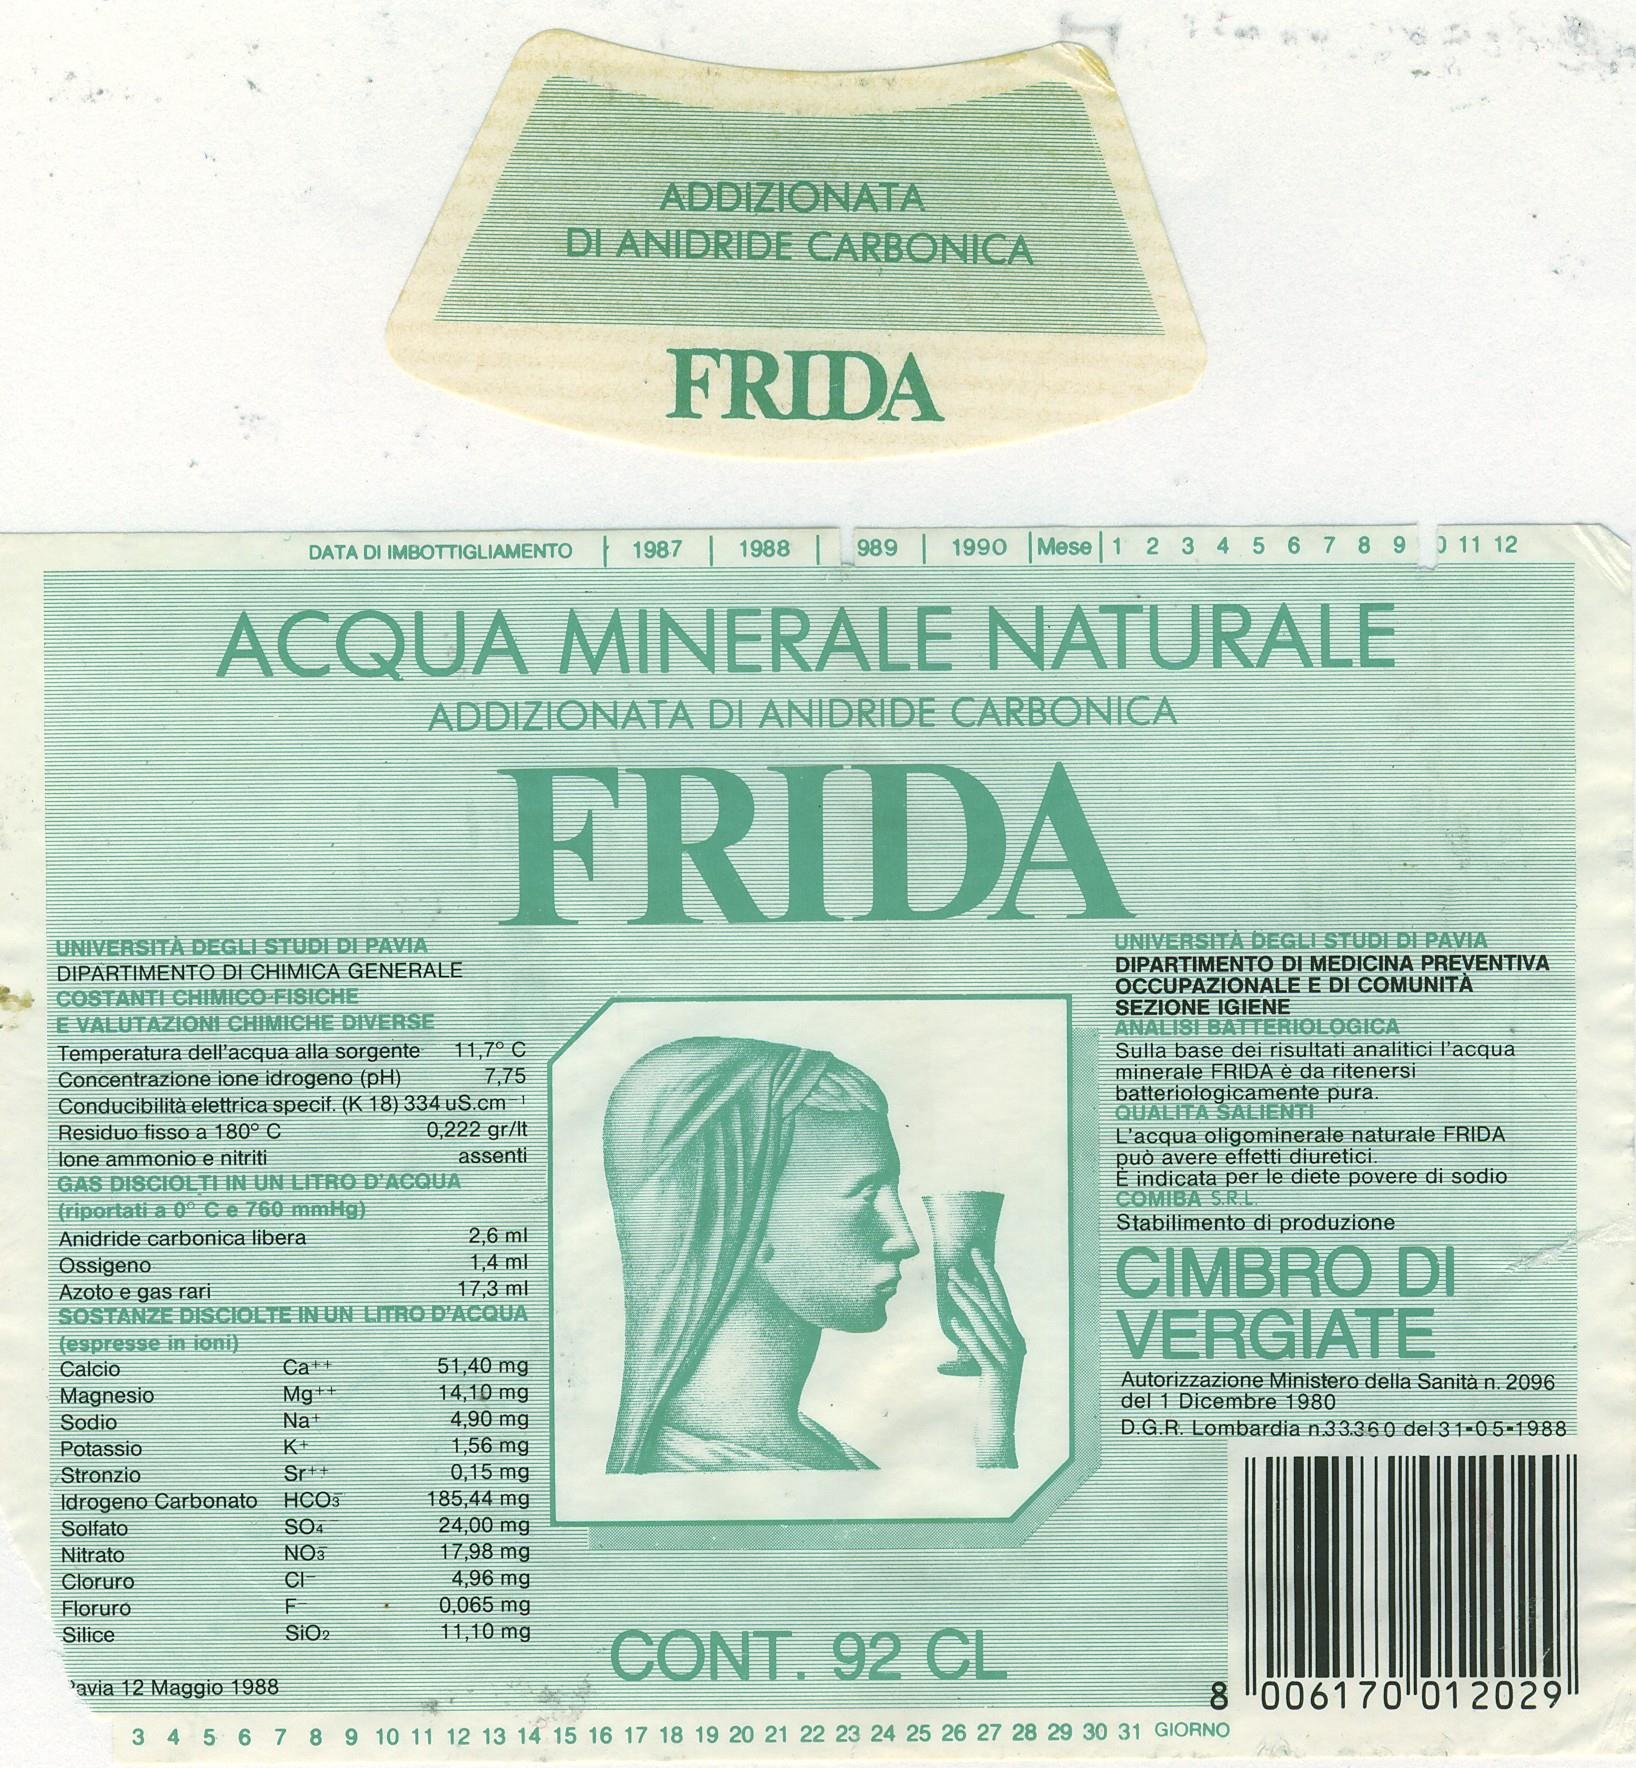 ADDIZIONATA
DI ANIDRIDE CARBONICA
FRIDA
DATA DI IMBOTTIGLIAMENTO | 1987 | 1988 | 989 | 1990 | Mese | 1 2 3 4 5 6 7 8 9 0 11 12
ACQUA MINERALE NATURALE
ADDIZIONATA DI ANIDRIDE CARBONICA
FRIDA
UNIVERSITÀ DEGLI STUDI DI PAVIA
DIPARTIMENTO DI CHIMICA GENERALE
COSTANTI CHIMICO-FISICHE
E VALUTAZIONI CHIMICHE DIVERSE
Temperatura dell'acqua alla sorgente 11,7° C
Concentrazione ione idrogeno (pH) 7,75
Conducibilità elettrica specif. (K 18) 334 uS.cm⁻¹
Residuo fisso a 180° C 0,222 gr/lt
Ione ammonio e nitriti assenti
GAS DISCIOLTI IN UN LITRO D'ACQUA
(riportati a 0° C e 760 mmHg)
Anidride carbonica libera 2,6 ml
Ossigeno 1,4 ml
Azoto e gas rari 17,3 ml
SOSTANZE DISCIOLTE IN UN LITRO D'ACQUA
(espresse in ioni)
Calcio Ca⁺⁺ 51,40 mg
Magnesio Mg⁺⁺ 14,10 mg
Sodio Na⁺ 4,90 mg
Potassio K⁺ 1,56 mg
Stronzio Sr⁺⁺ 0,15 mg
Idrogeno Carbonato HCO₃⁻ 185,44 mg
Solfato SO₄⁻⁻ 24,00 mg
Nitrato NO₃⁻ 17,98 mg
Cloruro Cl⁻ 4,96 mg
Floruro F⁻ 0,065 mg
Silice SiO₂ 11,10 mg
Pavia 12 Maggio 1988
UNIVERSITÀ DEGLI STUDI DI PAVIA
DIPARTIMENTO DI MEDICINA PREVENTIVA
OCCUPAZIONALE E DI COMUNITÀ
SEZIONE IGIENE
ANALISI BATTERIOLOGICA
Sulla base dei risultati analitici l'acqua
minerale FRIDA è da ritenersi
batteriologicamente pura.
QUALITA SALIENTI
L'acqua oligominerale naturale FRIDA
può avere effetti diuretici.
È indicata per le diete povere di sodio
COMIBA S.R.L.
Stabilimento di produzione
CIMBRO DI
VERGIATE
Autorizzazione Ministero della Sanità n. 2096
del 1 Dicembre 1980
D.G.R. Lombardia n.33360 del 31-05-1988
CONT. 92 CL
8 006170 012029
3 4 5 6 7 8 9 10 11 12 13 14 15 16 17 18 19 20 21 22 23 24 25 26 27 28 29 30 31 GIORNO